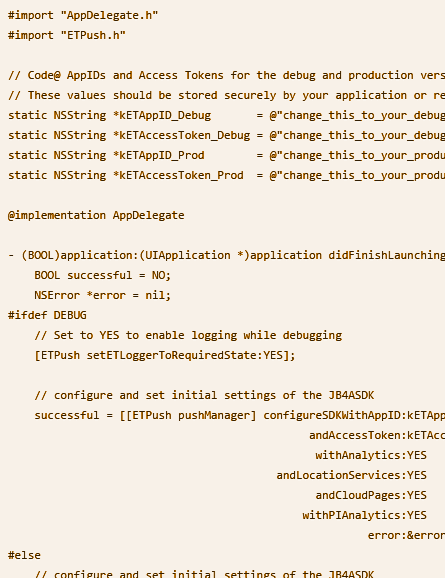 #import "AppDelegate.h"
#import "ETPush.h"
// Code@ AppIDs and Access Tokens for the debug and production vers
// These values should be stored securely by your application or re
static NSString *kETAppID_Debug       = @"change_this_to_your_debug
static NSString *kETAccessToken_Debug = @"change_this_to_your_debug
static NSString *kETAppID_Prod        = @"change_this_to_your_produ
static NSString *kETAccessToken_Prod  = @"change_this_to_your_produ
@implementation AppDelegate
- (BOOL)application:(UIApplication *)application didFinishLaunching
    BOOL successful = NO;
    NSError *error = nil;
#ifdef DEBUG
    // Set to YES to enable logging while debugging
    [ETPush setETLoggerToRequiredState:YES];
    // configure and set initial settings of the JB4ASDK
    successful = [[ETPush pushManager] configureSDKWithAppID:kETApp
                                              andAccessToken:kETAcc
                                               withAnalytics:YES
                                         andLocationServices:YES
                                               andCloudPages:YES
                                             withPIAnalytics:YES
                                                       error:&error
#else
    // configure and set initial settings of the JB4ASDK